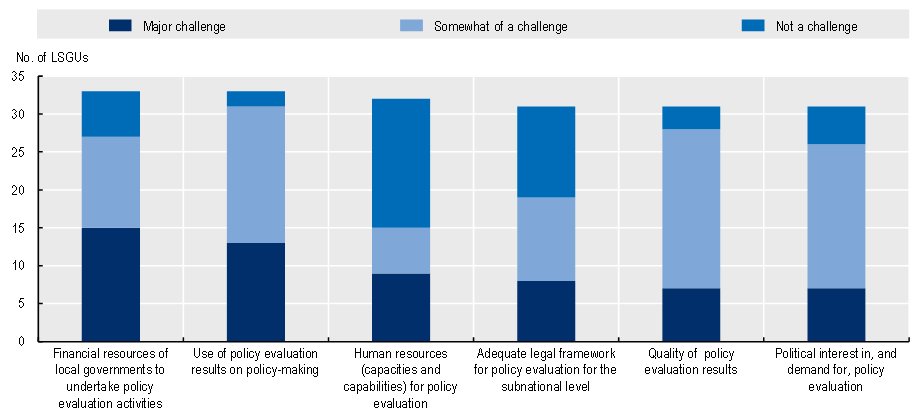 Major challenge
Somewhat of a challenge
Not a challenge
No. of LSGUs
35
30
25
20
15
10
5
0
Financial resources of
local governments to
undertake policy
evaluation activities
Use of policy evaluation
results on policy-making
Human resources
(capacities and
capabilities) for policy
evaluation
Adequate legal framework
for policy evaluation for the
subnational level
Quality of policy
evaluation results
Political interest in, and
demand for, policy
evaluation